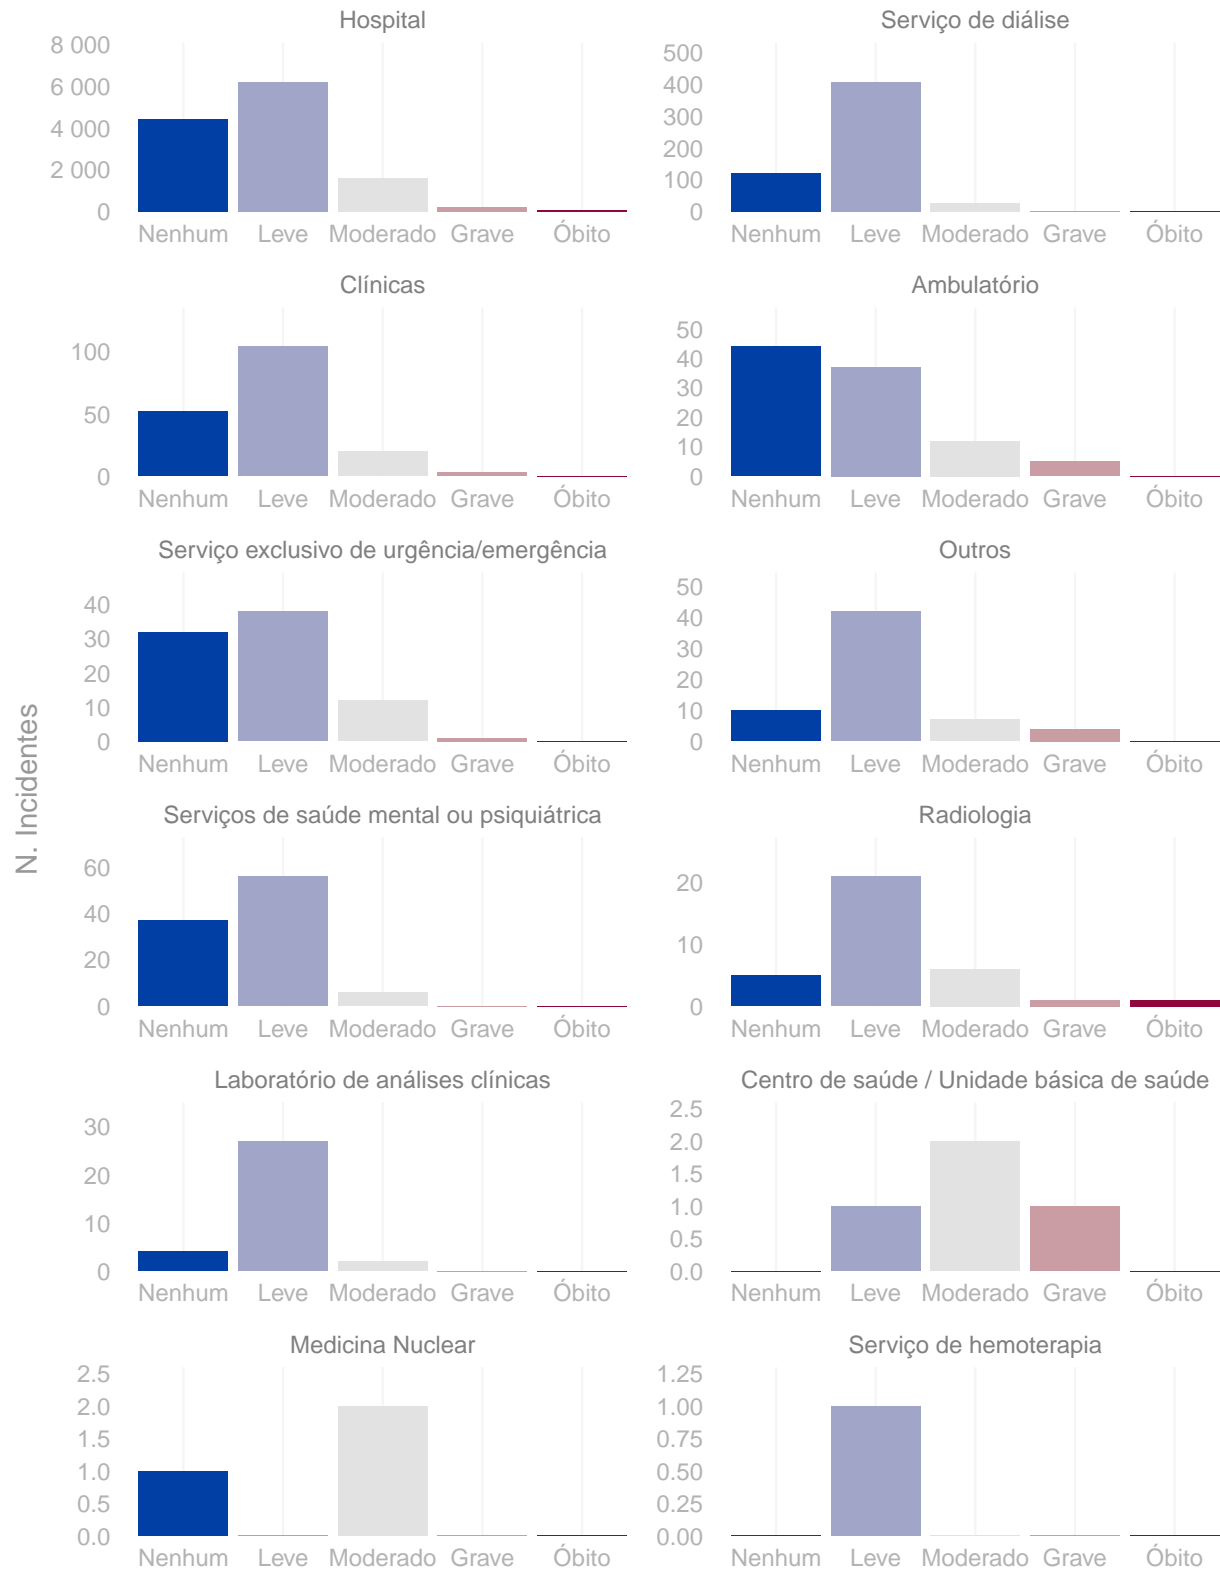 N. Incidentes
Hospital
8 000
6 000
4 000
2 000
0
Nenhum Leve Moderado Grave Óbito
Serviço de diálise
500
400
300
200
100
0
Nenhum Leve Moderado Grave Óbito
Clínicas
100
50
0
Nenhum Leve Moderado Grave Óbito
Ambulatório
50
40
30
20
10
0
Nenhum Leve Moderado Grave Óbito
Serviço exclusivo de urgência/emergência
40
30
20
10
0
Nenhum Leve Moderado Grave Óbito
Outros
50
40
30
20
10
0
Nenhum Leve Moderado Grave Óbito
Serviços de saúde mental ou psiquiátrica
60
40
20
0
Nenhum Leve Moderado Grave Óbito
Radiologia
20
10
0
Nenhum Leve Moderado Grave Óbito
Laboratório de análises clínicas
30
20
10
0
Nenhum Leve Moderado Grave Óbito
Centro de saúde / Unidade básica de saúde
2.5
2.0
1.5
1.0
0.5
0.0
Nenhum Leve Moderado Grave Óbito
Medicina Nuclear
2.5
2.0
1.5
1.0
0.5
0.0
Nenhum Leve Moderado Grave Óbito
Serviço de hemoterapia
1.25
1.00
0.75
0.50
0.25
0.00
Nenhum Leve Moderado Grave Óbito